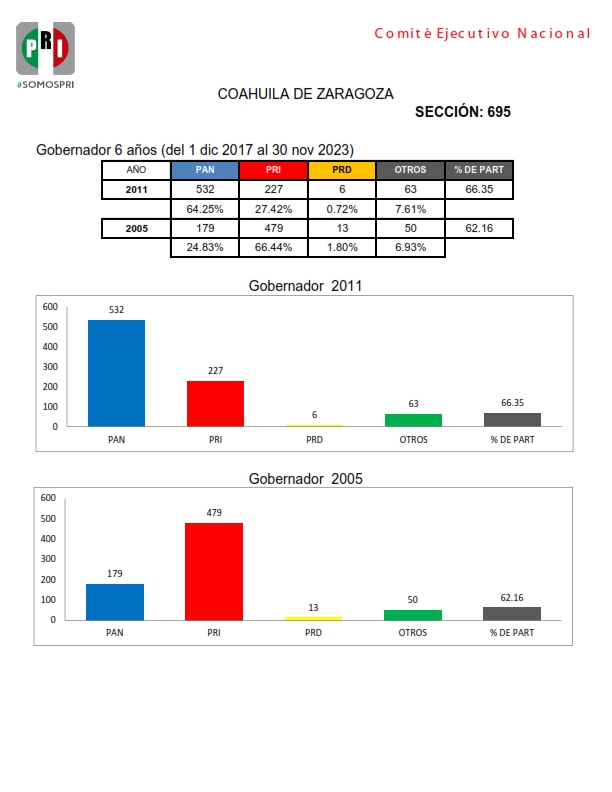 Comité Ejecutivo Nacional
PRI
#SOMOSPRI
COAHUILA DE ZARAGOZA
SECCIÓN: 695
Gobernador 6 años (del 1 dic 2017 al 30 nov 2023)
AÑO PAN PRI PRD OTROS % DE PART
2011 532 227 6 63 66.35
64.25% 27.42% 0.72% 7.61%
2005 179 479 13 50 62.16
24.83% 66.44% 1.80% 6.93%
Gobernador 2011
600
500
400
300
200
100
0
532
227
6
63
66.35
PAN PRI PRD OTROS % DE PART
Gobernador 2005
600
500
400
300
200
100
0
179
479
13
50
62.16
PAN PRI PRD OTROS % DE PART